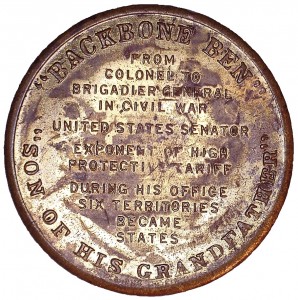 "BACKBONE BEN"
FROM
COLONEL TO
BRIGADIER GENERAL
IN CIVIL WAR
UNITED STATES SENATOR
EXPONENT OF HIGH
PROTECTIVE TARIFF
DURING HIS OFFICE
SIX TERRITORIES
BECAME
STATES
"SON OF HIS GRANDFATHER"